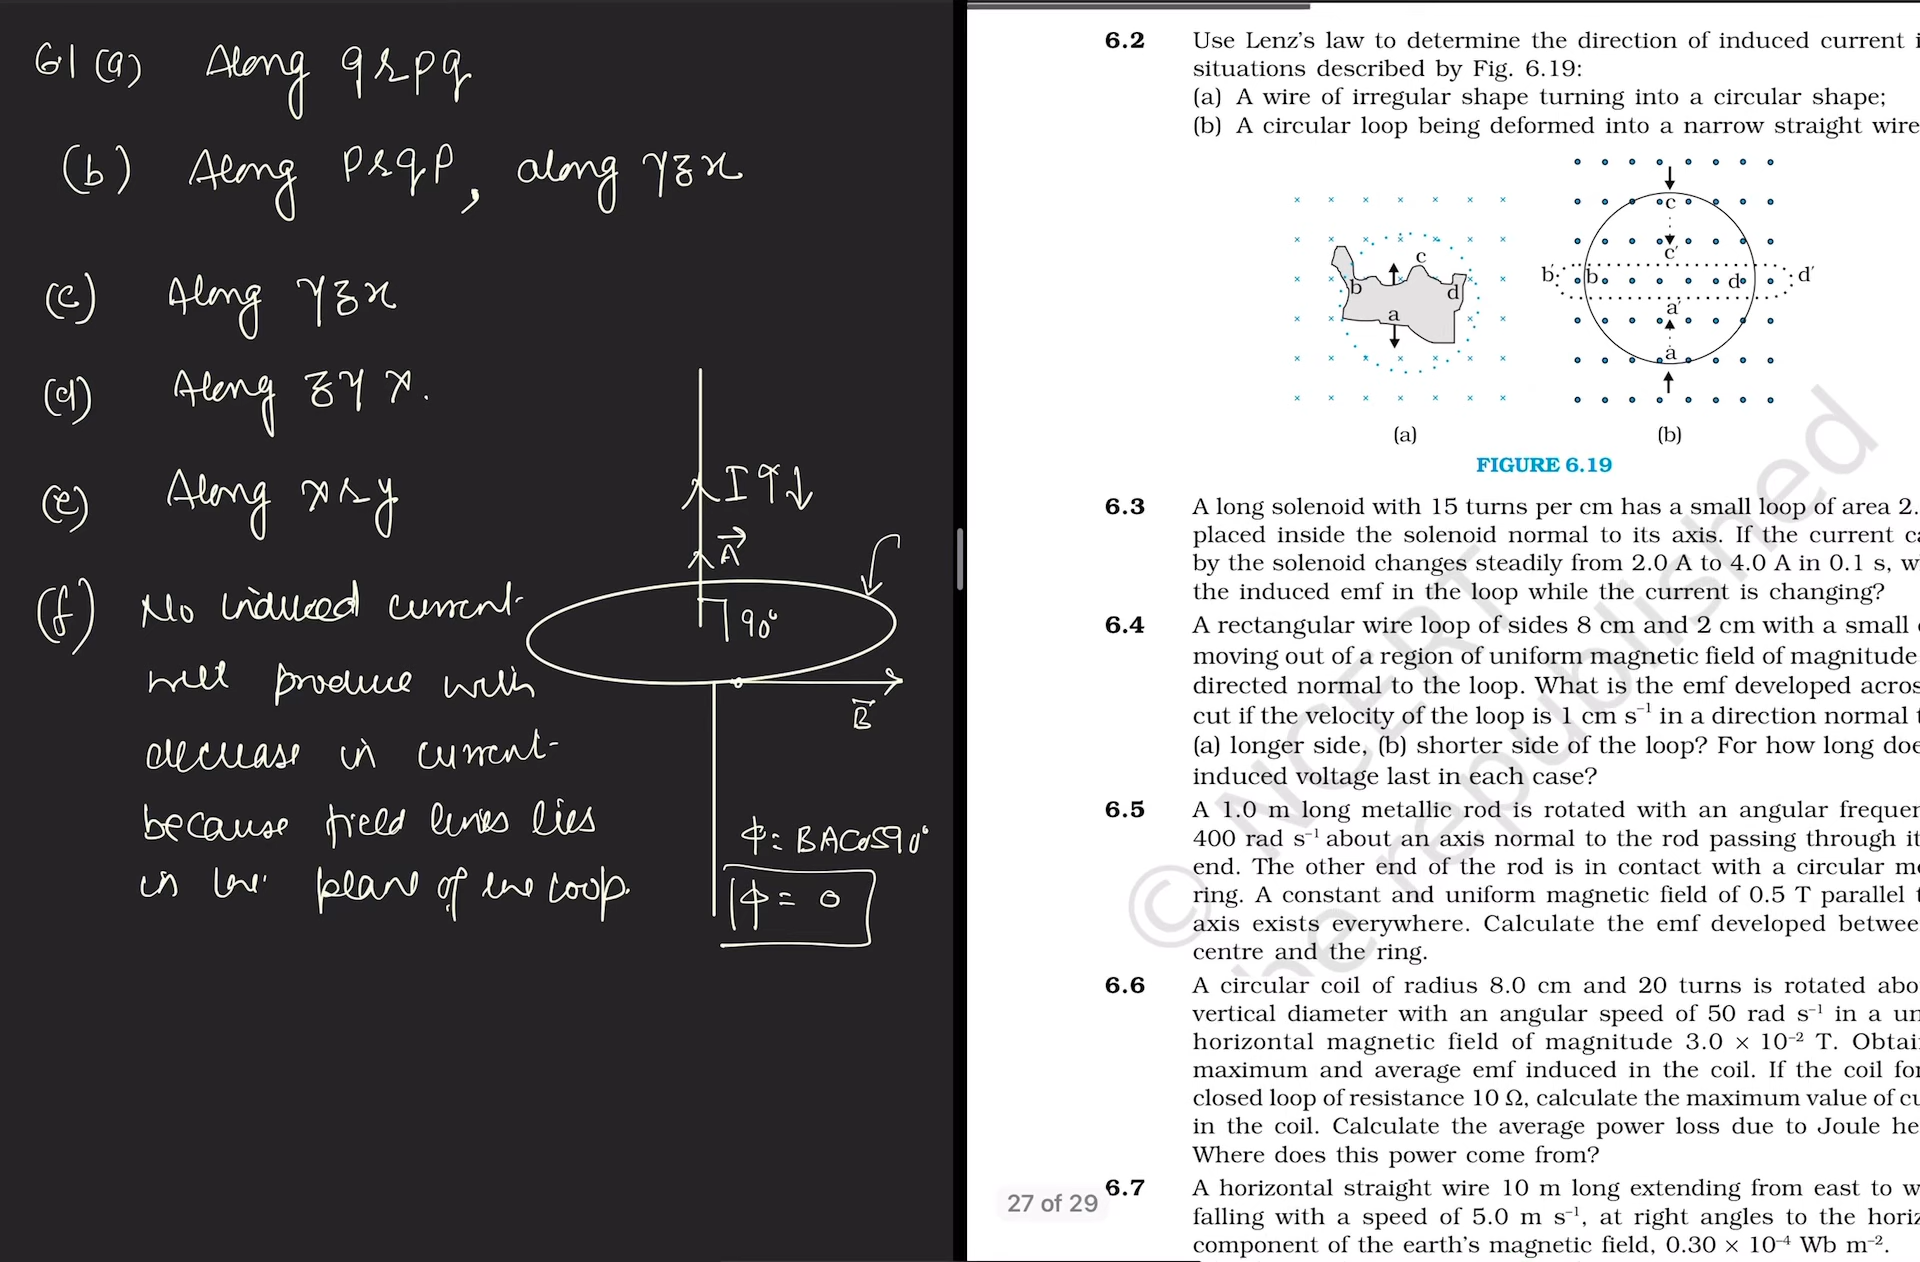 6.1 (a) Along qrpq
(b) Along prqp, along yzx
(c) Along yzx
(d) Along zyx.
(e) Along xry
(f) No induced current
will produce with
decrease in current
because field lines lies
in the plane of the loop.
I ↑ ↓
A
90°
B
ϕ = BA Cos90°
ϕ = 0
6.2 Use Lenz's law to determine the direction of induced current
situations described by Fig. 6.19:
(a) A wire of irregular shape turning into a circular shape;
(b) A circular loop being deformed into a narrow straight wire
c
b
d
a
(a)
c
c′
b′
b
d
d′
a′
a
(b)
FIGURE 6.19
6.3 A long solenoid with 15 turns per cm has a small loop of area 2.
placed inside the solenoid normal to its axis. If the current
by the solenoid changes steadily from 2.0 A to 4.0 A in 0.1 s,
the induced emf in the loop while the current is changing?
6.4 A rectangular wire loop of sides 8 cm and 2 cm with a small
moving out of a region of uniform magnetic field of magnitude
directed normal to the loop. What is the emf developed acros
cut if the velocity of the loop is 1 cm s⁻¹ in a direction normal
(a) longer side, (b) shorter side of the loop? For how long doe
induced voltage last in each case?
6.5 A 1.0 m long metallic rod is rotated with an angular frequen
400 rad s⁻¹ about an axis normal to the rod passing through it
end. The other end of the rod is in contact with a circular me
ring. A constant and uniform magnetic field of 0.5 T parallel
axis exists everywhere. Calculate the emf developed betwee
centre and the ring.
6.6 A circular coil of radius 8.0 cm and 20 turns is rotated abo
vertical diameter with an angular speed of 50 rad s⁻¹ in a un
horizontal magnetic field of magnitude 3.0 × 10⁻² T. Obtai
maximum and average emf induced in the coil. If the coil for
closed loop of resistance 10 Ω, calculate the maximum value of cu
in the coil. Calculate the average power loss due to Joule he
Where does this power come from?
6.7 A horizontal straight wire 10 m long extending from east to w
falling with a speed of 5.0 m s⁻¹, at right angles to the horiz
component of the earth's magnetic field, 0.30 × 10⁻⁴ Wb m⁻².
27 of 29
© NCERT
be republished